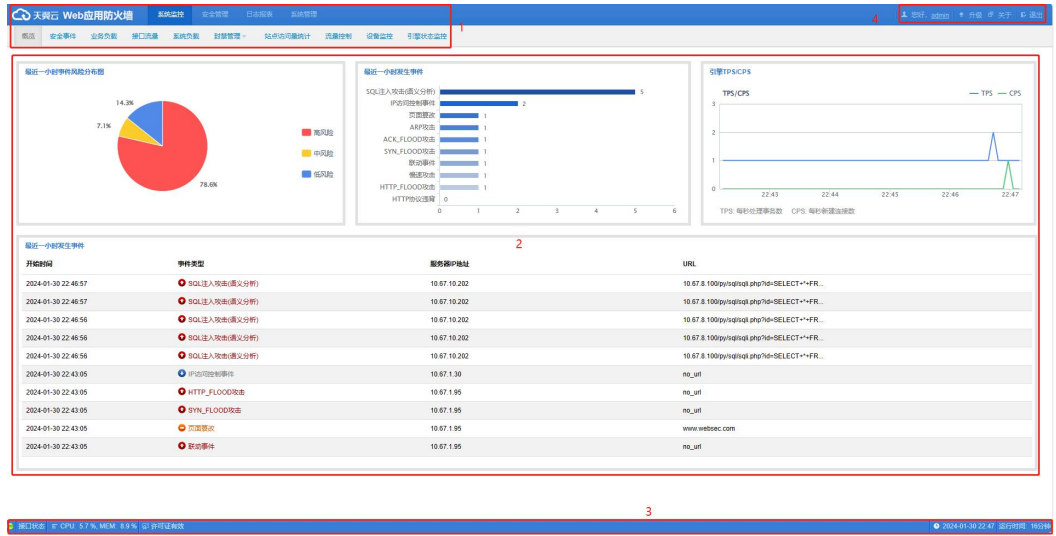 天翼云 Web应用防火墙 系统监控 安全管理 日志报表 系统管理
4 您好, admin 升级 关于 退出
1
概览 安全事件 业务负载 接口流量 系统负载 封禁管理 站点访问量统计 流量控制 设备监控 引擎状态监控
最近一小时事件风险分布图
14.3%
7.1%
78.6%
高风险
中风险
低风险
最近一小时发生事件
SQL注入攻击(语义分析) 5
IP访问控制事件 2
页面篡改 1
ARP攻击 1
ACK_FLOOD攻击 1
SYN_FLOOD攻击 1
联动事件 1
慢速攻击 1
HTTP_FLOOD攻击 1
HTTP协议违背 0
0 1 2 3 4 5 6
引擎TPS/CPS
TPS/CPS TPS CPS
3
2
1
0
22:43 22:44 22:45 22:46 22:47
TPS: 每秒处理事务数 CPS: 每秒新建连接数
2
最近一小时发生事件
开始时间 事件类型 服务器IP地址 URL
2024-01-30 22:46:57 SQL注入攻击(语义分析) 10.67.10.202 10.67.8.100/py/sql/sqli.php?id=SELECT+*+FR...
2024-01-30 22:46:57 SQL注入攻击(语义分析) 10.67.10.202 10.67.8.100/py/sql/sqli.php?id=SELECT+*+FR...
2024-01-30 22:46:56 SQL注入攻击(语义分析) 10.67.10.202 10.67.8.100/py/sql/sqli.php?id=SELECT+*+FR...
2024-01-30 22:46:56 SQL注入攻击(语义分析) 10.67.10.202 10.67.8.100/py/sql/sqli.php?id=SELECT+*+FR...
2024-01-30 22:46:56 SQL注入攻击(语义分析) 10.67.10.202 10.67.8.100/py/sql/sqli.php?id=SELECT+*+FR...
2024-01-30 22:43:05 IP访问控制事件 10.67.1.30 no_url
2024-01-30 22:43:05 HTTP_FLOOD攻击 10.67.1.95 no_url
2024-01-30 22:43:05 SYN_FLOOD攻击 10.67.1.95 no_url
2024-01-30 22:43:05 页面篡改 10.67.1.95 www.websec.com
2024-01-30 22:43:05 联动事件 10.67.1.95 no_url
3
接口状态 CPU: 5.7 %, MEM: 8.9 % 许可证有效 2024-01-30 22:47 运行时间: 16分钟